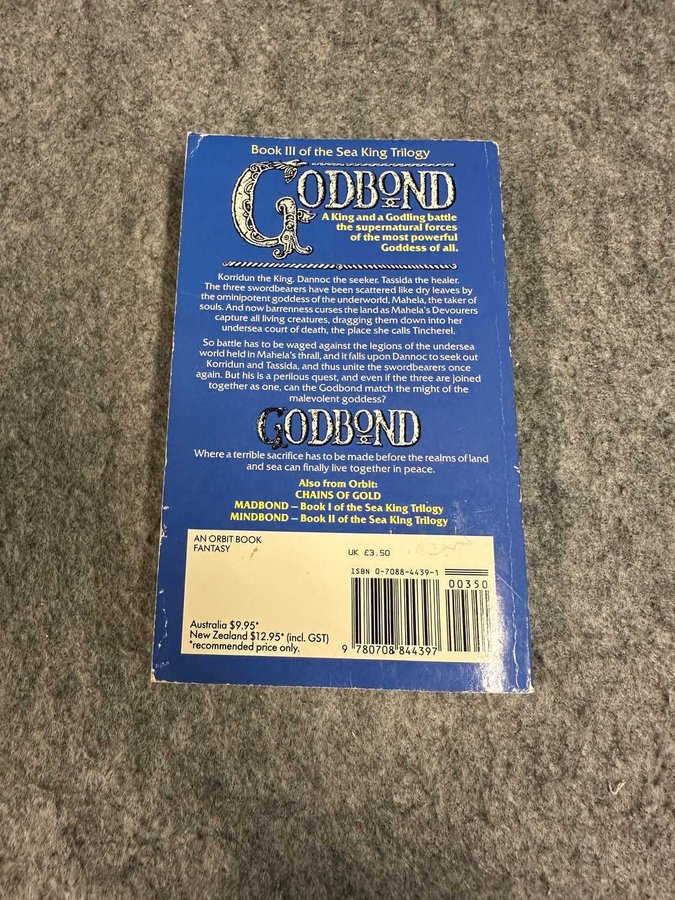 Book III of the Sea King Trilogy
GODBOND
A King and a Godling battle
the supernatural forces
of the most powerful
Goddess of all.
Korridun the King. Dannoc the seeker. Tassida the healer.
The three swordbearers have been scattered like dry leaves by
the ominipotent goddess of the underworld, Mahela, the taker of
souls. And now barrenness curses the land as Mahela's Devourers
capture all living creatures, dragging them down into her
undersea court of death, the place she calls Tincherel.
So battle has to be waged against the legions of the undersea
world held in Mahela's thrall, and it falls upon Dannoc to seek out
Korridun and Tassida, and thus unite the swordbearers once
again. But his is a perilous quest, and even if the three are joined
together as one, can the Godbond match the might of the
malevolent goddess?
GODBOND
Where a terrible sacrifice has to be made before the realms of land
and sea can finally live together in peace.
Also from Orbit:
CHAINS OF GOLD
MADBOND – Book I of the Sea King Trilogy
MINDBOND – Book II of the Sea King Trilogy
AN ORBIT BOOK
FANTASY
UK £3.50
ISBN 0-7088-4439-1
00350
Australia $9.95*
New Zealand $12.95* (incl. GST)
*recommended price only.
9 780708 844397